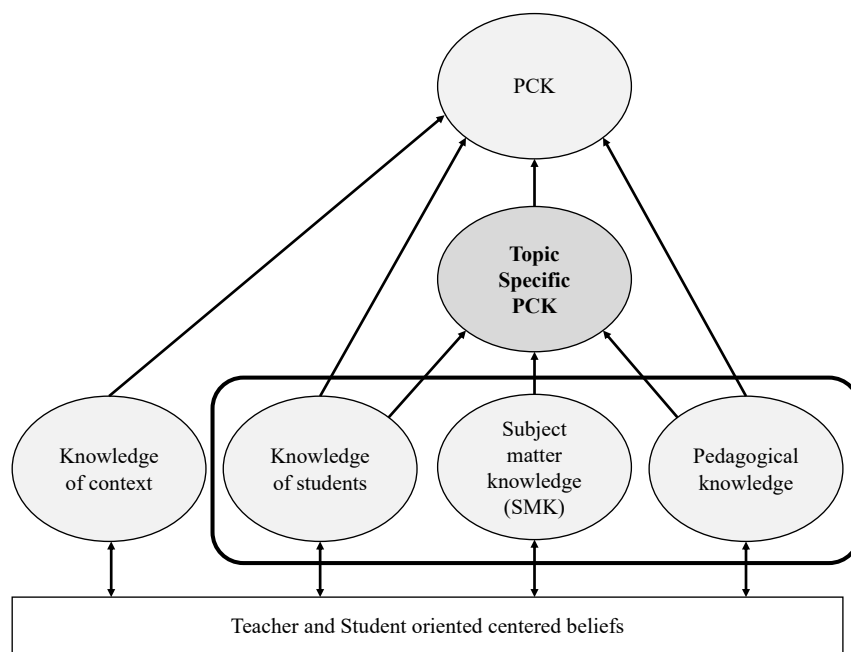 PCK
Topic
Specific
PCK
Knowledge
of context
Knowledge
of students
Subject
matter
knowledge
(SMK)
Pedagogical
knowledge
Teacher and Student oriented centered beliefs